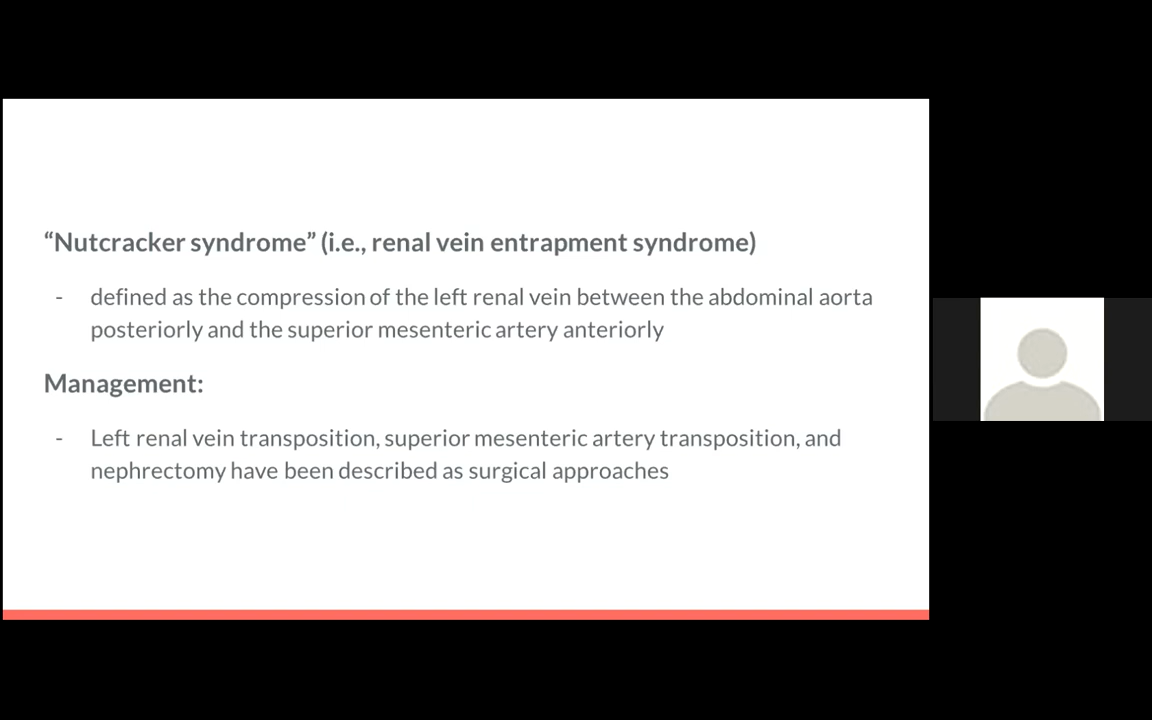 “Nutcracker syndrome” (i.e., renal vein entrapment syndrome)
- defined as the compression of the left renal vein between the abdominal aorta
posteriorly and the superior mesenteric artery anteriorly
Management:
- Left renal vein transposition, superior mesenteric artery transposition, and
nephrectomy have been described as surgical approaches